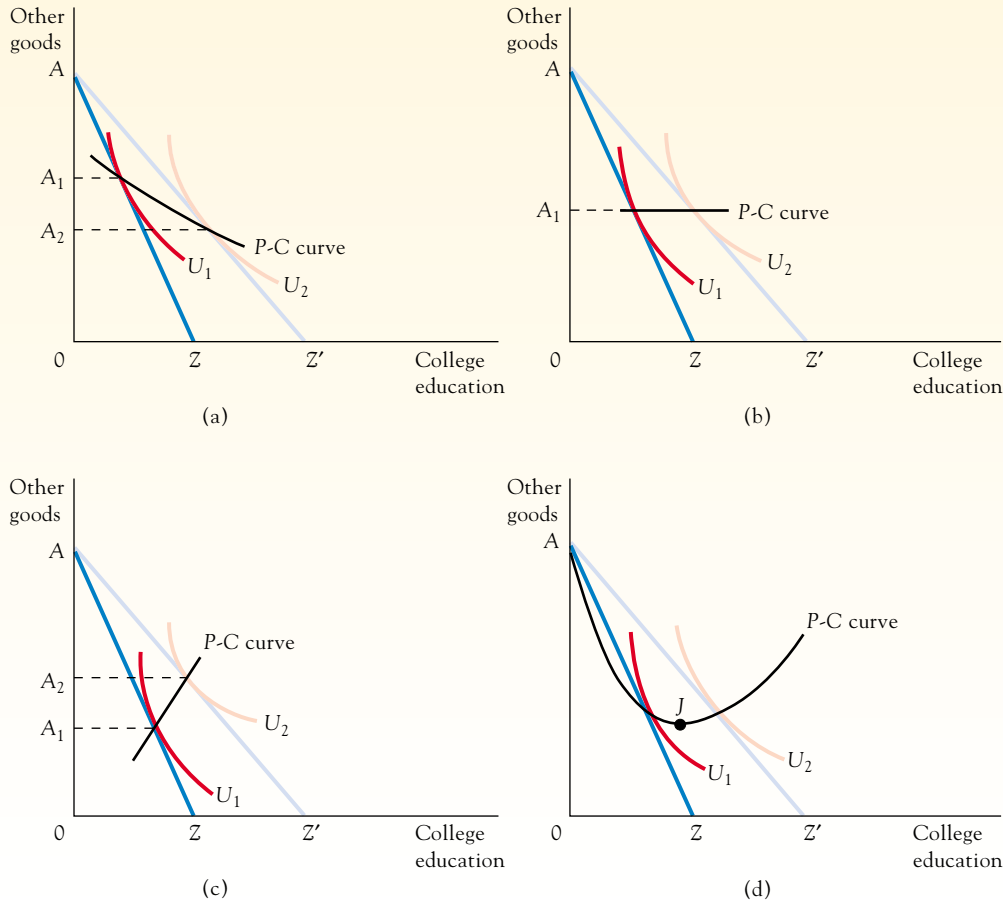 Other
goods
A
A1
A2
P-C curve
U1
U2
0
Z
Z′
College
education
(a)
Other
goods
A
A1
P-C curve
U2
U1
0
Z
Z′
College
education
(b)
Other
goods
A
P-C curve
A2
A1
U2
U1
0
Z
Z′
College
education
(c)
Other
goods
A
P-C curve
J
U2
U1
0
Z
Z′
College
education
(d)